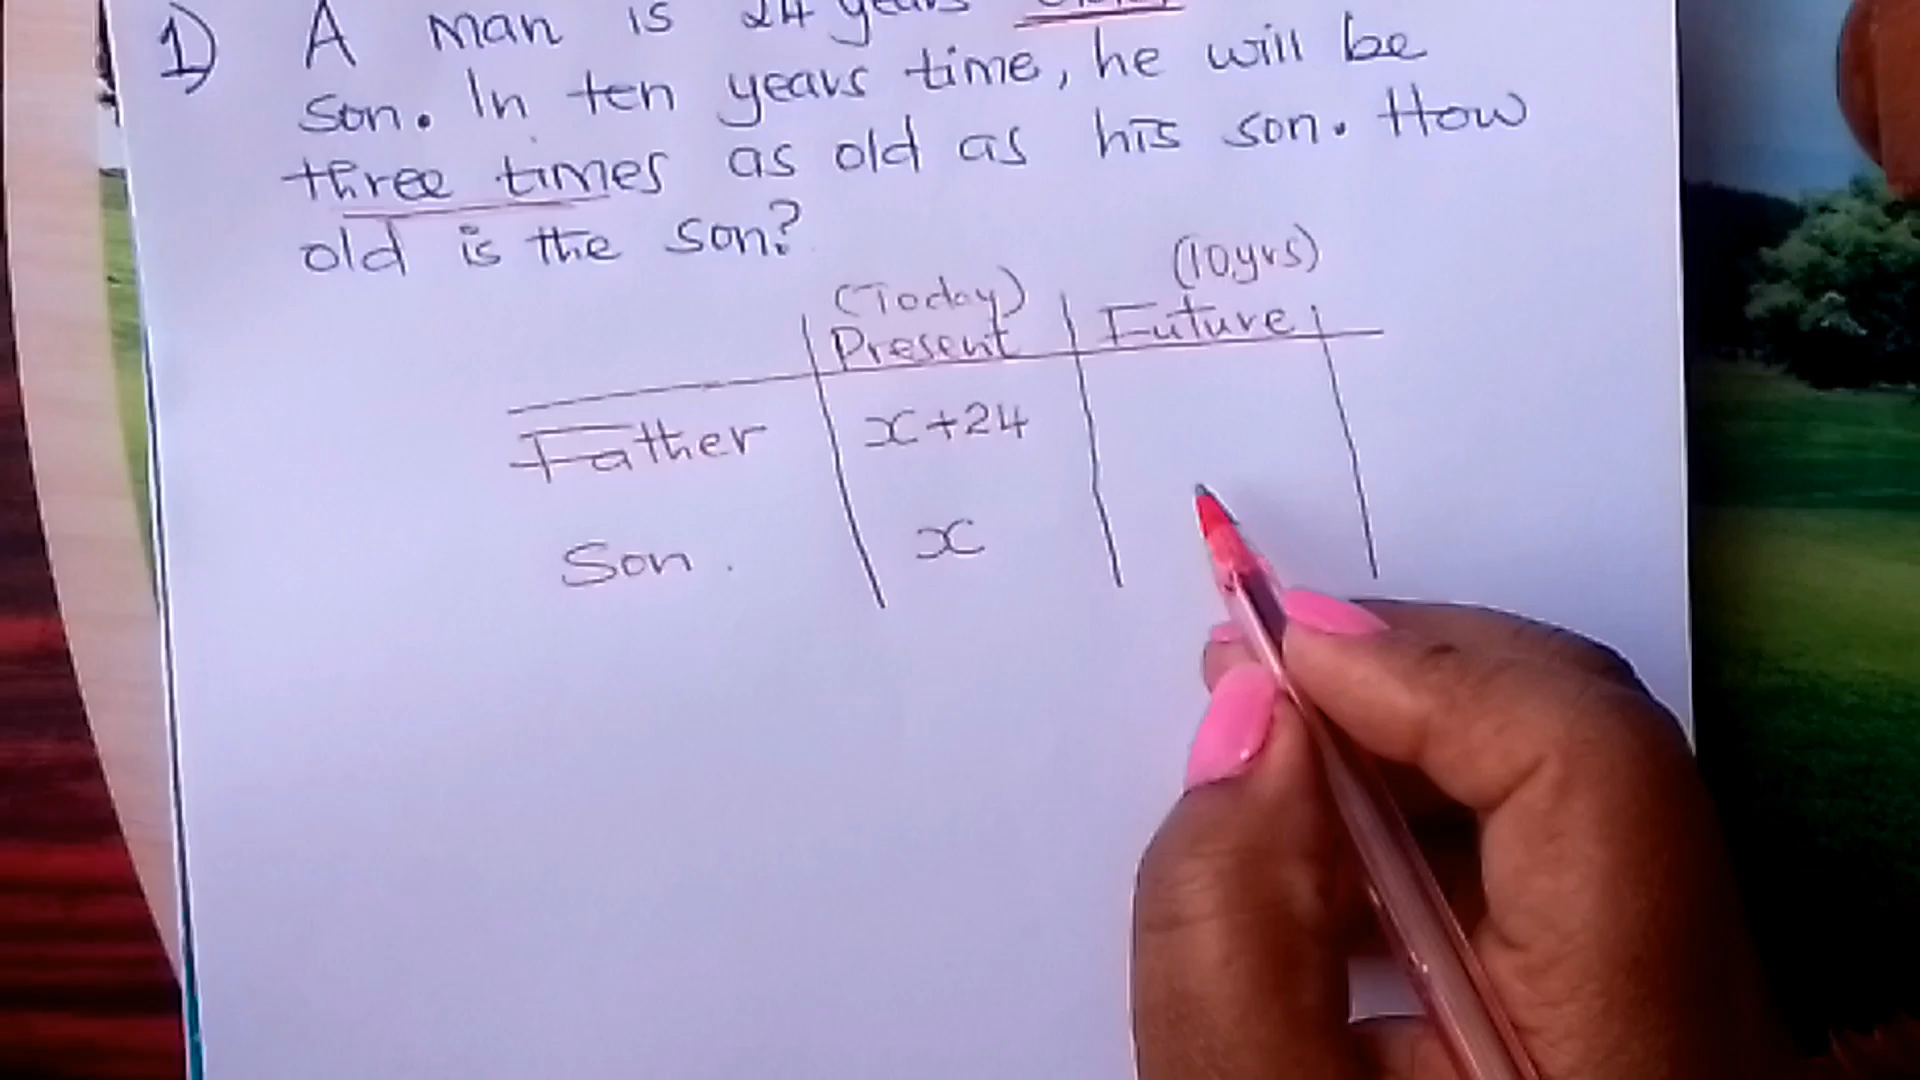 1) A man is 24 years
son. In ten years time, he will be
three times as old as his son. How
old is the son?
(Today) (10yrs)
Present Future
Father x+24
Son. x